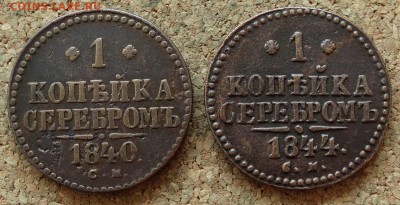 COINS.LAVE.RU
1
КОПѢЙКА
СЕРЕБРОМЪ
1840.
С М
1
КОПѢЙКА
СЕРЕБРОМЪ
1844.
С М